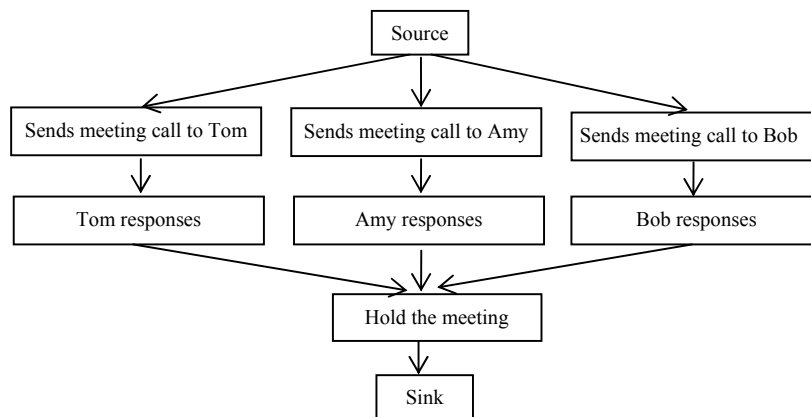 Source
Sends meeting call to Tom
Sends meeting call to Amy
Sends meeting call to Bob
Tom responses
Amy responses
Bob responses
Hold the meeting
Sink